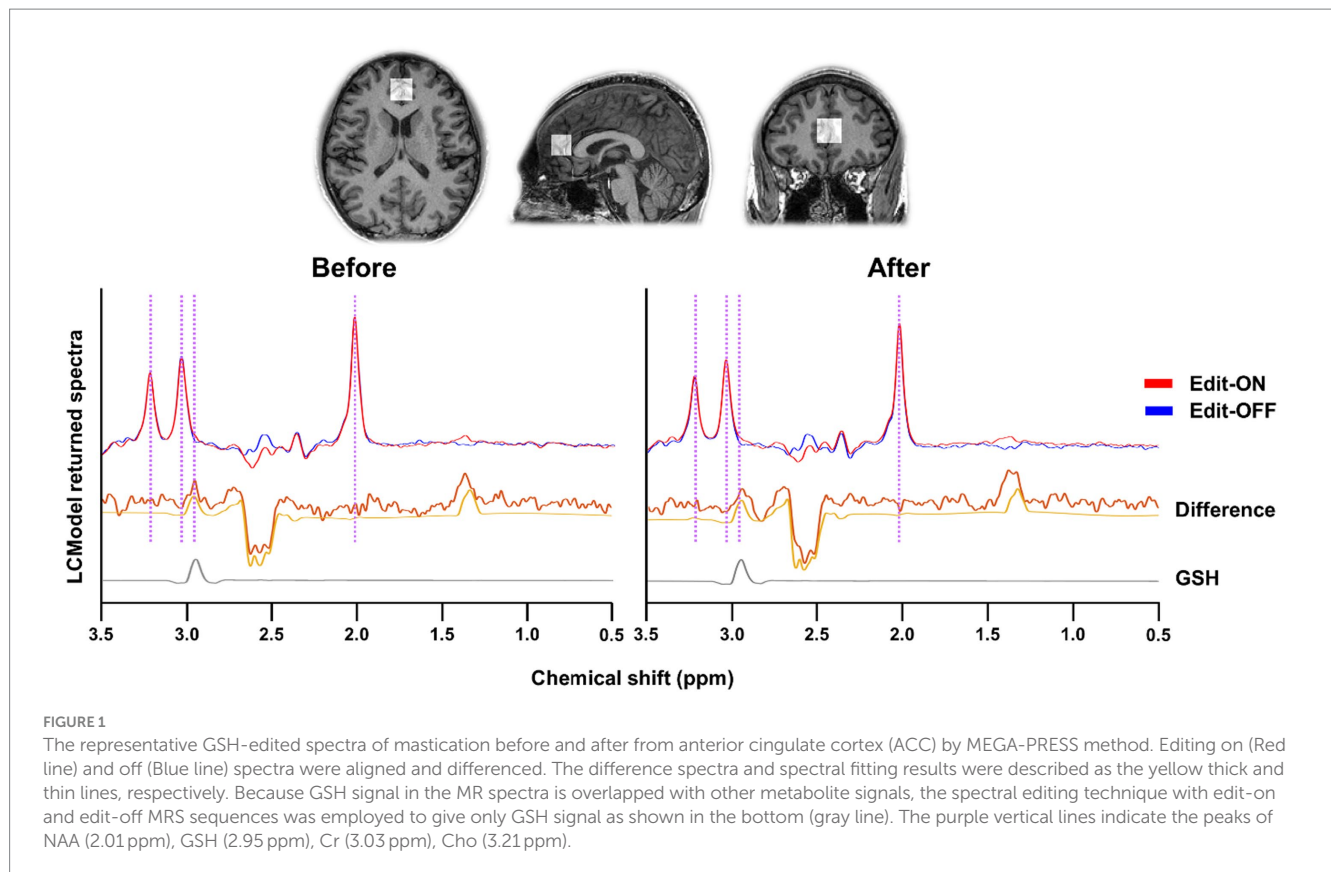 Before
After
LCModel returned spectra
Edit-ON
Edit-OFF
Difference
GSH
3.5 3.0 2.5 2.0 1.5 1.0 0.5
3.5 3.0 2.5 2.0 1.5 1.0 0.5
Chemical shift (ppm)
FIGURE 1
The representative GSH-edited spectra of mastication before and after from anterior cingulate cortex (ACC) by MEGA-PRESS method. Editing on (Red
line) and off (Blue line) spectra were aligned and differenced. The difference spectra and spectral fitting results were described as the yellow thick and
thin lines, respectively. Because GSH signal in the MR spectra is overlapped with other metabolite signals, the spectral editing technique with edit-on
and edit-off MRS sequences was employed to give only GSH signal as shown in the bottom (gray line). The purple vertical lines indicate the peaks of
NAA (2.01 ppm), GSH (2.95 ppm), Cr (3.03 ppm), Cho (3.21 ppm).